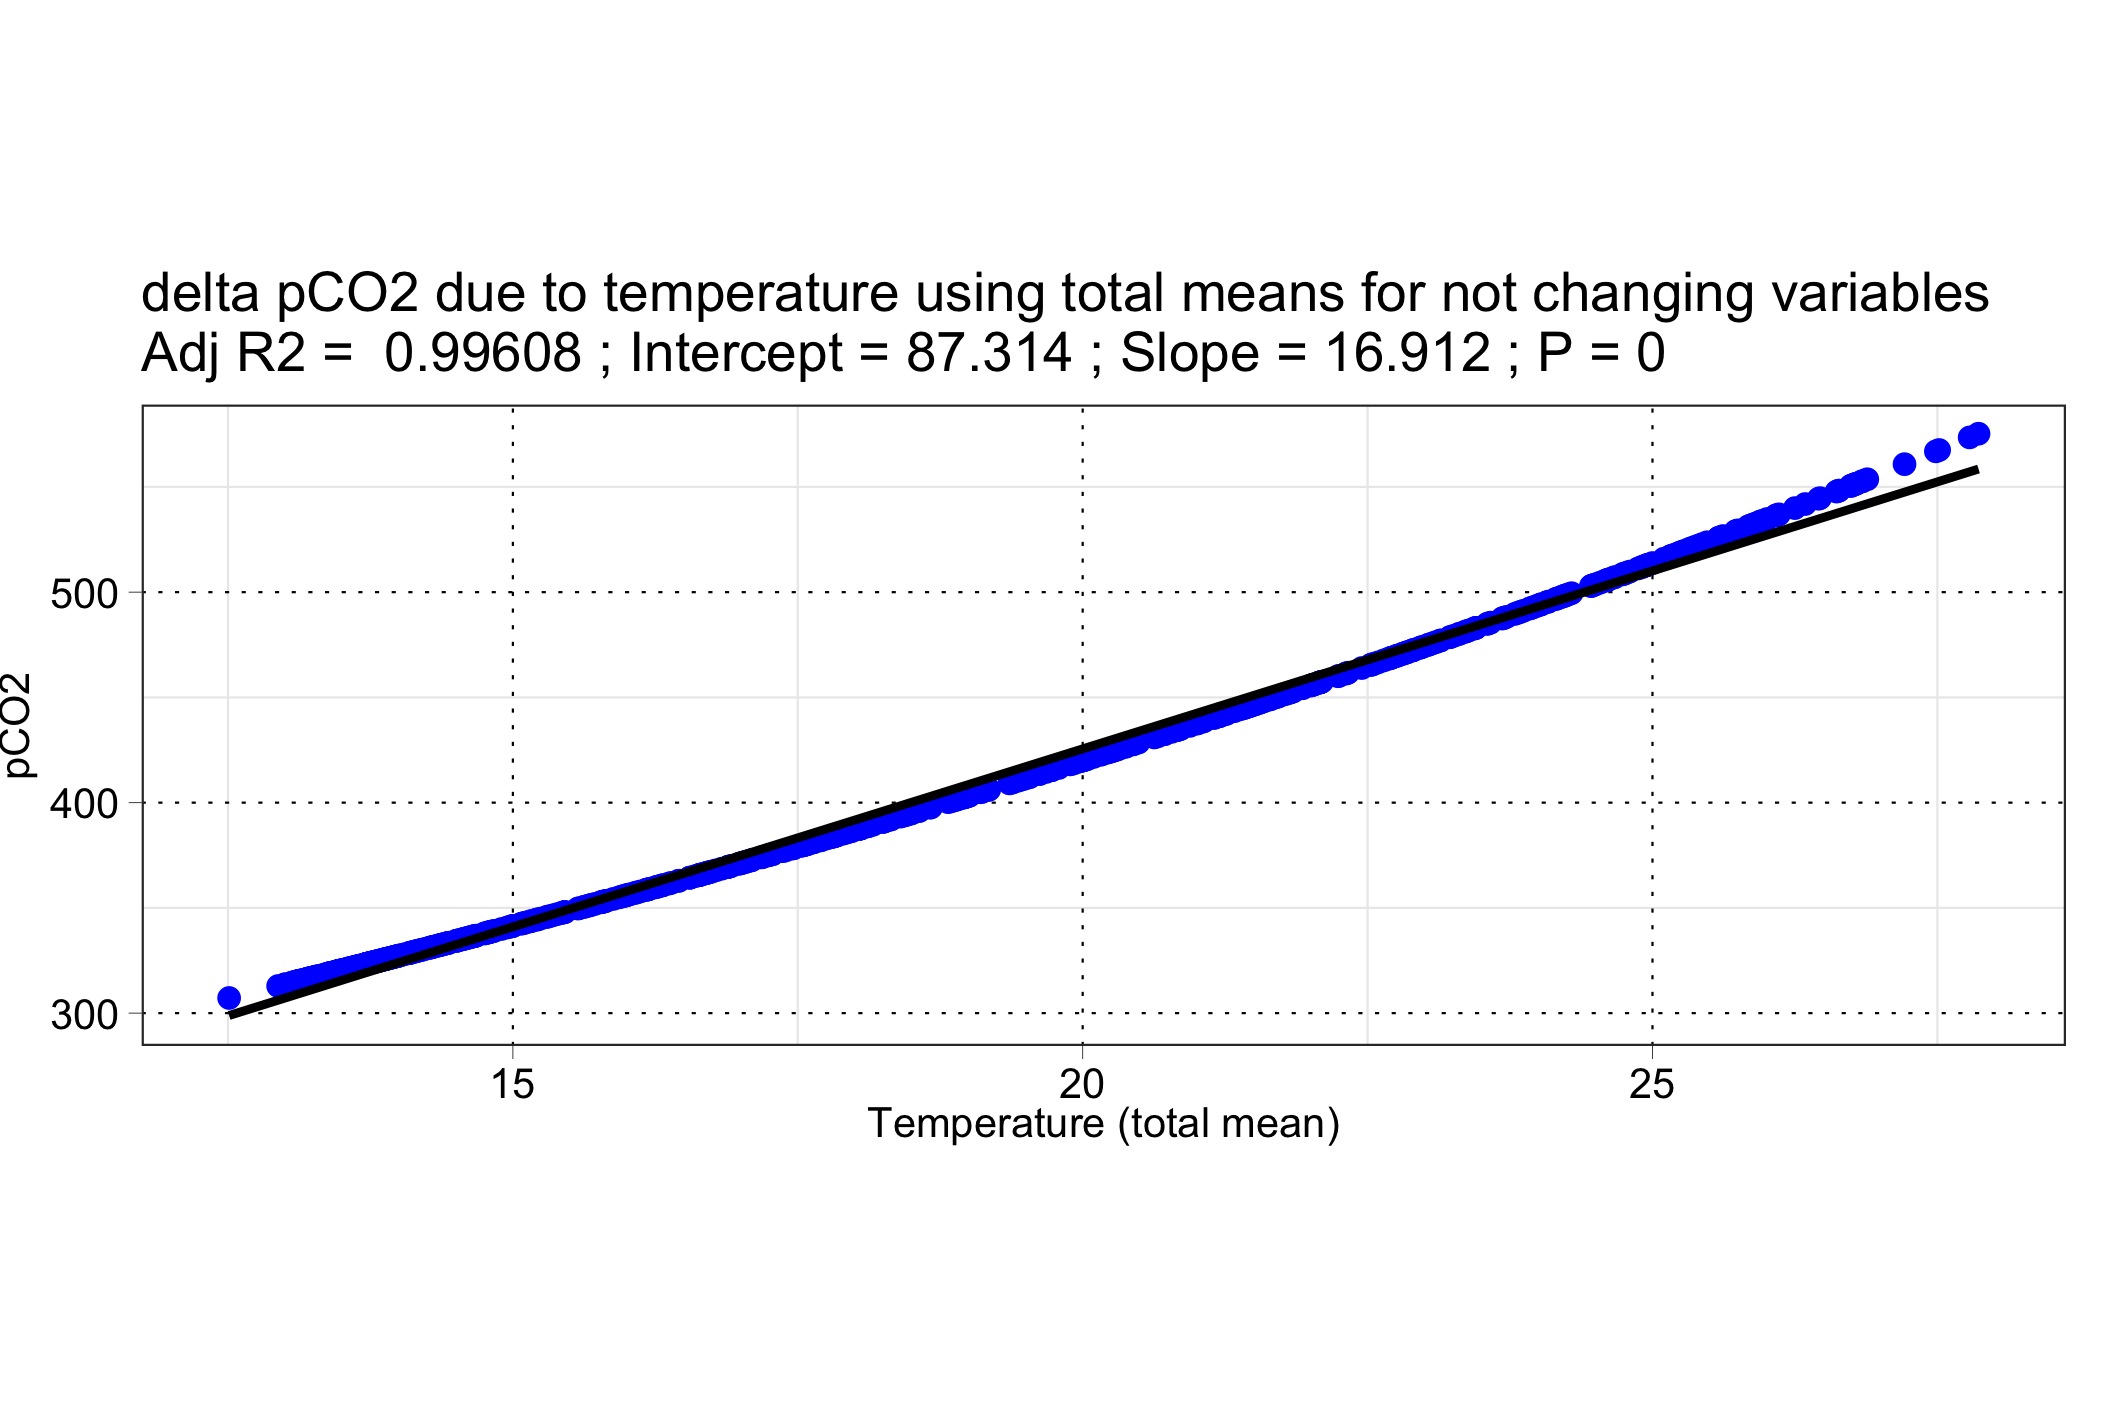 delta pCO2 due to temperature using total means for not changing variables
Adj R2 =  0.99608 ; Intercept = 87.314 ; Slope = 16.912 ; P = 0
pCO2
500
400
300
15
20
25
Temperature (total mean)